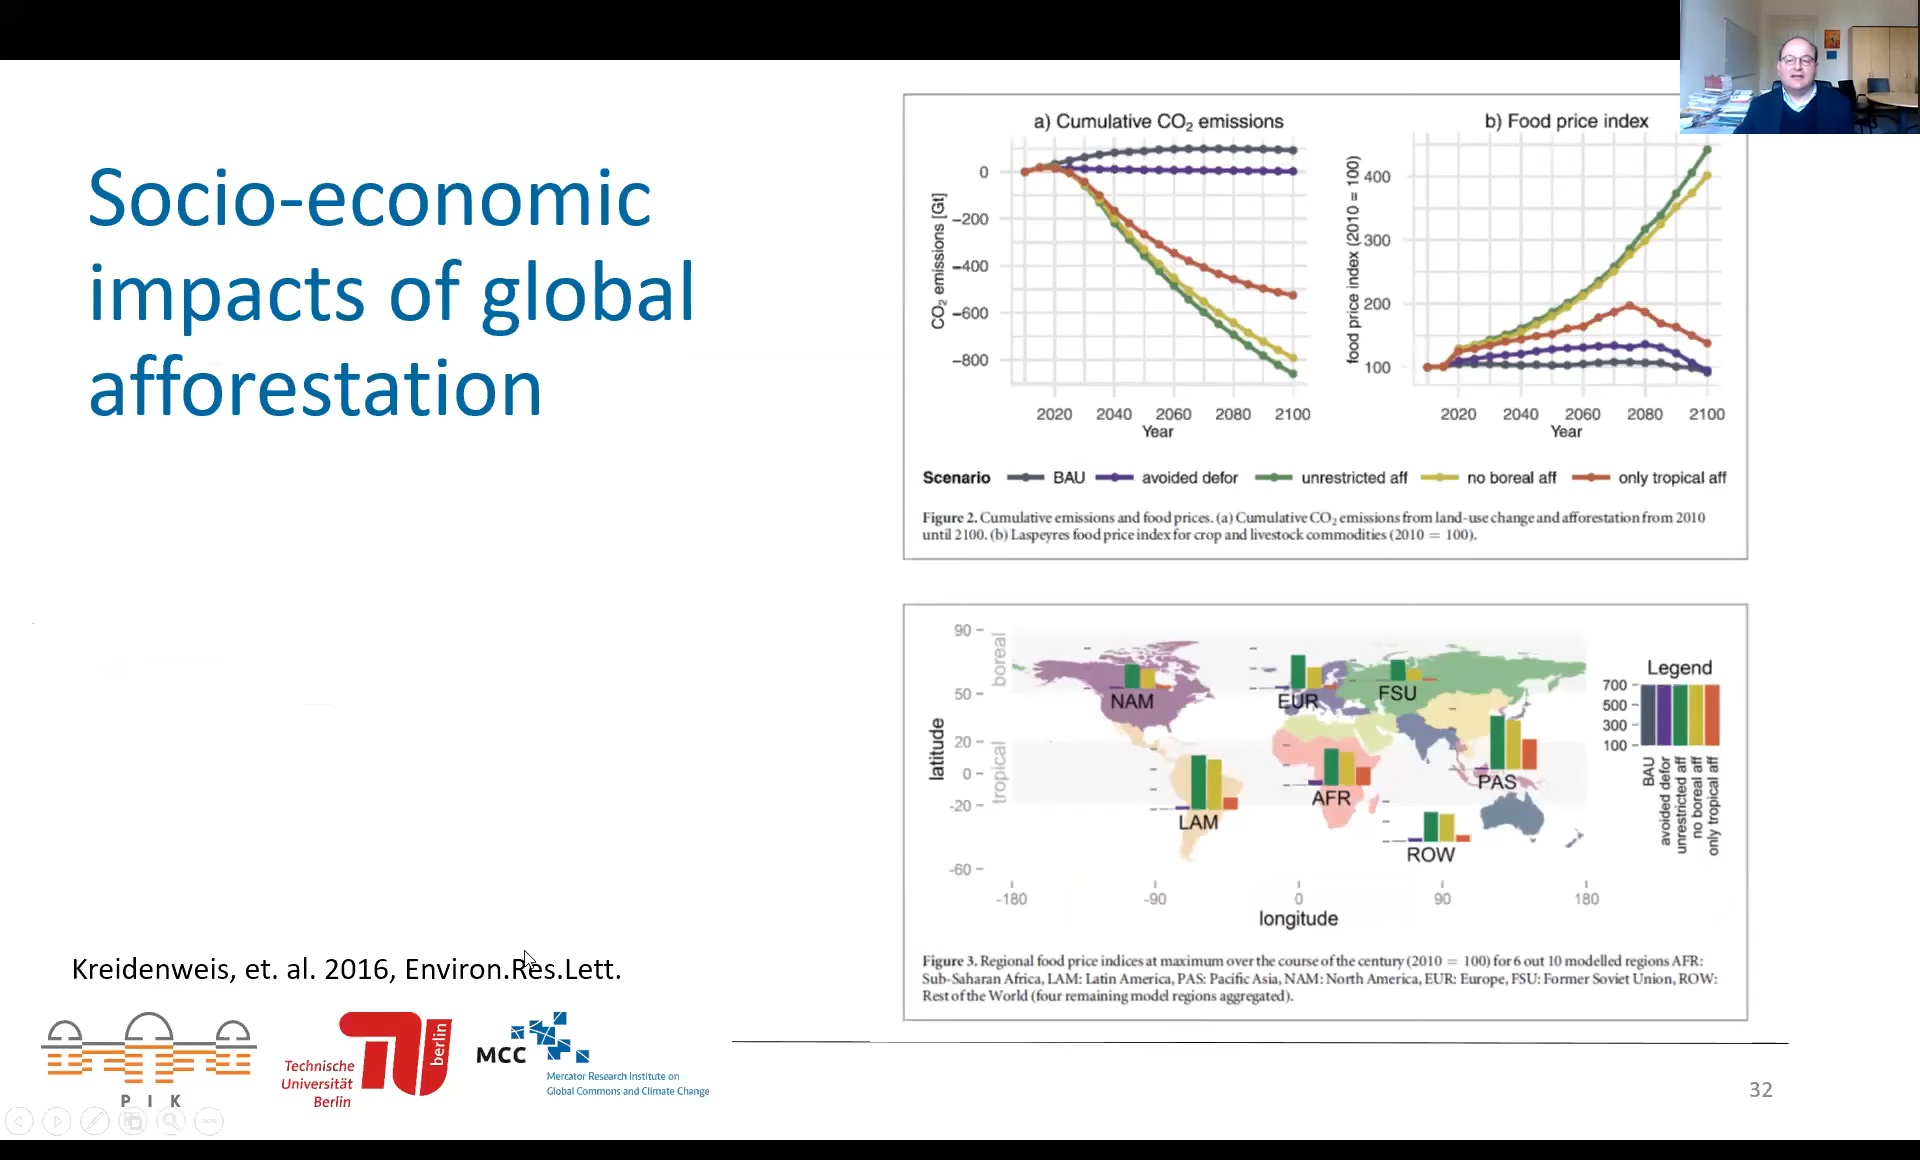 Socio-economic
impacts of global
afforestation
Kreidenweis, et. al. 2016, Environ.Res.Lett.
P I K
Technische
Universität
Berlin
berlin
MCC
Mercator Research Institute on
Global Commons and Climate Change
a) Cumulative CO₂ emissions
CO₂ emissions [Gt]
0
−200
−400
−600
−800
2020 2040 2060 2080 2100
Year
b) Food price index
food price index (2010 = 100)
400
300
200
100
2020 2040 2060 2080 2100
Year
Scenario BAU avoided defor unrestricted aff no boreal aff only tropical aff
Figure 2. Cumulative emissions and food prices. (a) Cumulative CO₂ emissions from land-use change and afforestation from 2010
until 2100. (b) Laspeyres food price index for crop and livestock commodities (2010 = 100).
latitude
90
50
20
0
-20
-60
boreal
tropical
NAM
EUR
FSU
LAM
AFR
PAS
ROW
-180 -90 0 90 180
longitude
Legend
700
500
300
100
BAU
avoided defor
unrestricted aff
no boreal aff
only tropical aff
Figure 3. Regional food price indices at maximum over the course of the century (2010 = 100) for 6 out 10 modelled regions AFR:
Sub-Saharan Africa, LAM: Latin America, PAS: Pacific Asia, NAM: North America, EUR: Europe, FSU: Former Soviet Union, ROW:
Rest of the World (four remaining model regions aggregated).
32